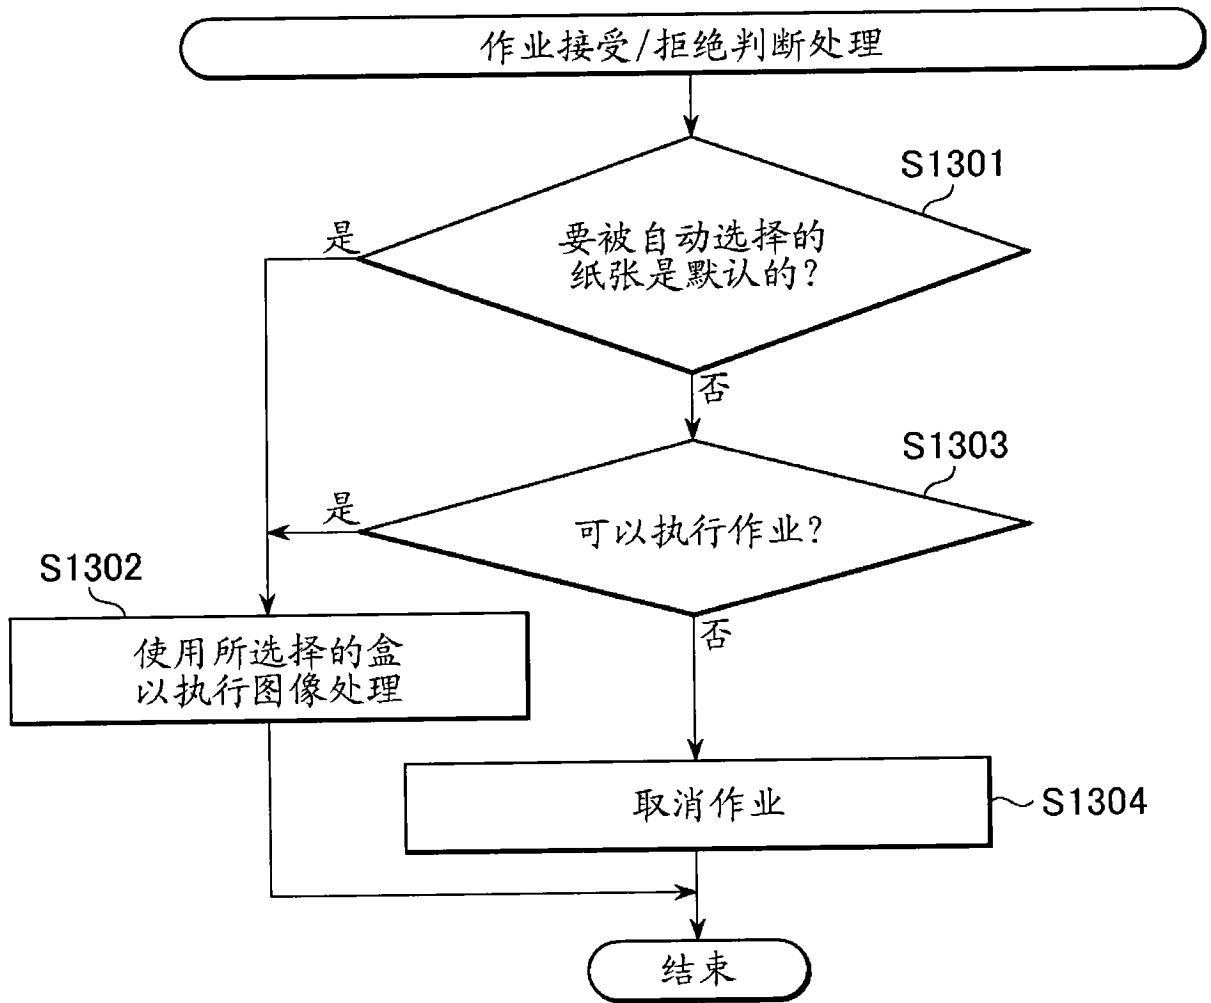 作业接受/拒绝判断处理
S1301
要被自动选择的
纸张是默认的?
是
否
S1303
可以执行作业?
是
否
S1302
使用所选择的盒
以执行图像处理
取消作业
S1304
结束